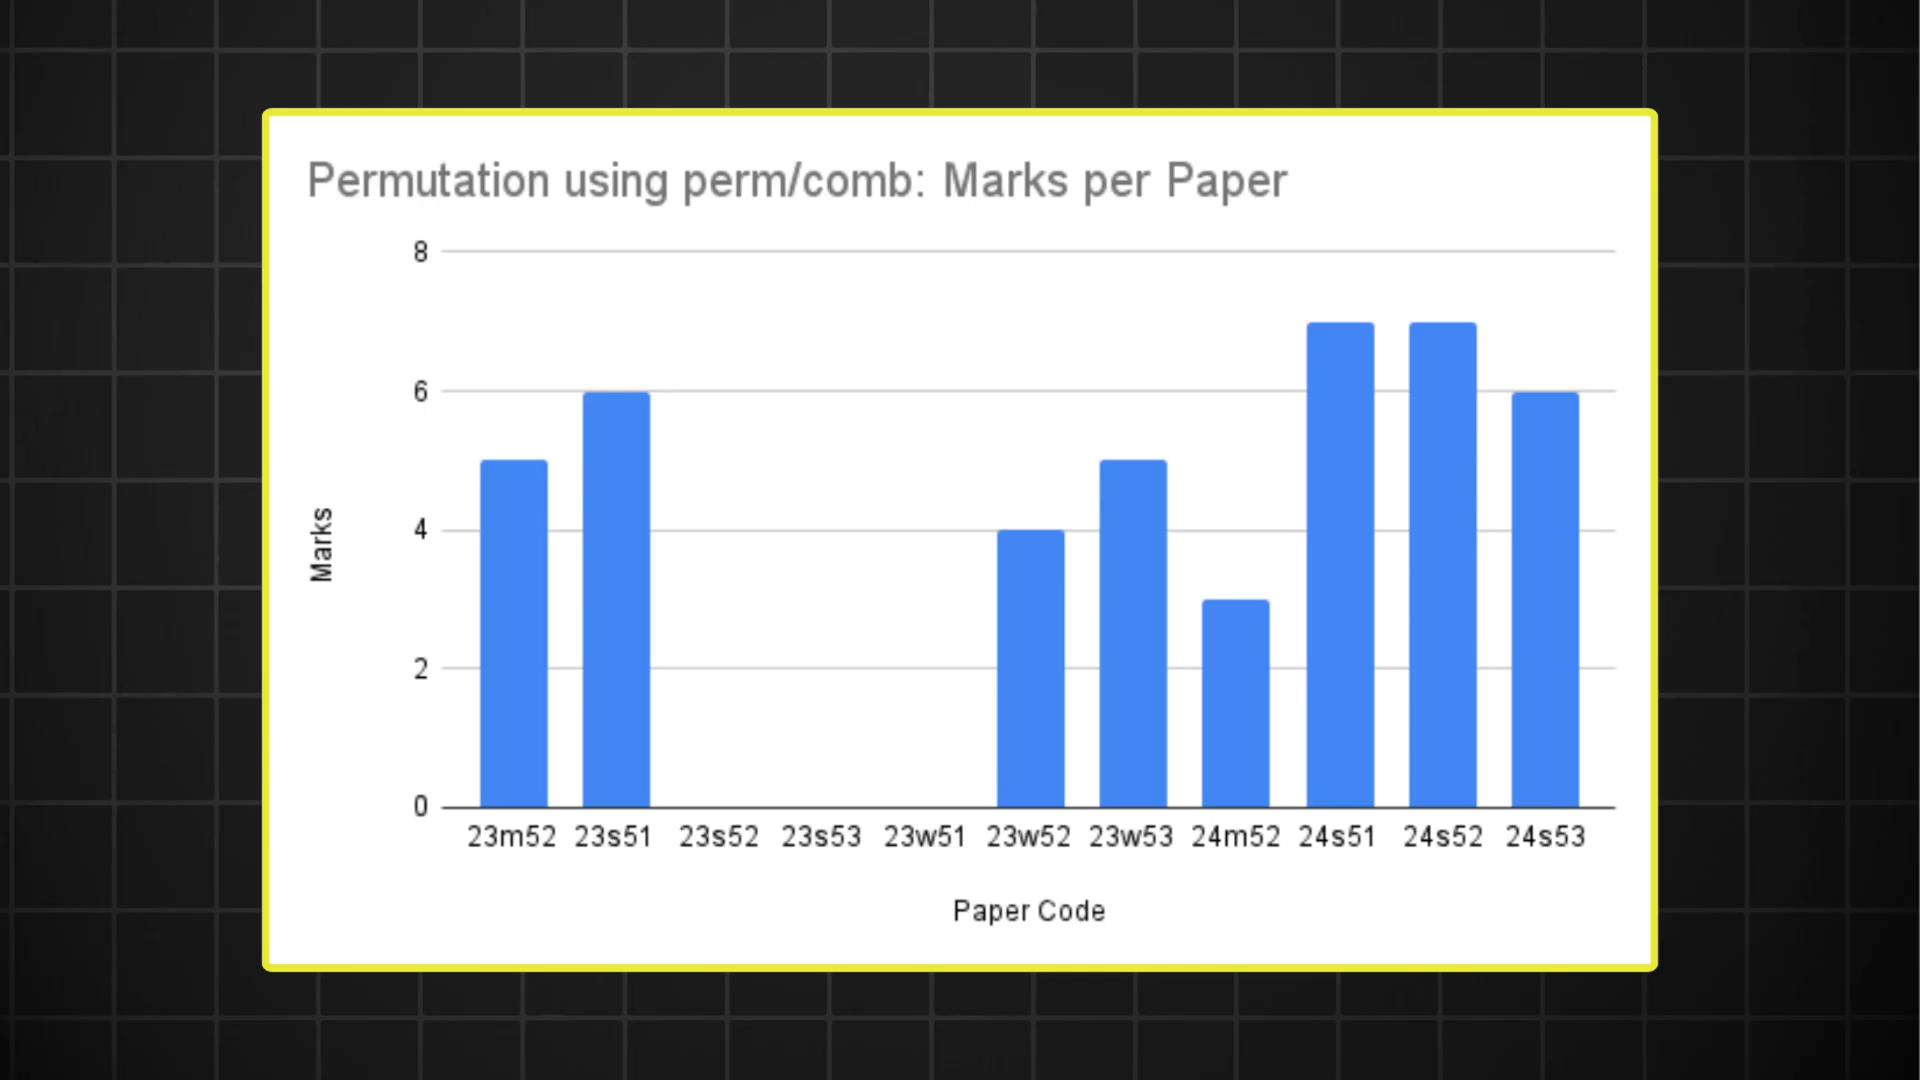 Permutation using perm/comb: Marks per Paper
8
6
4
2
0
Marks
23m52 23s51 23s52 23s53 23w51 23w52 23w53 24m52 24s51 24s52 24s53
Paper Code